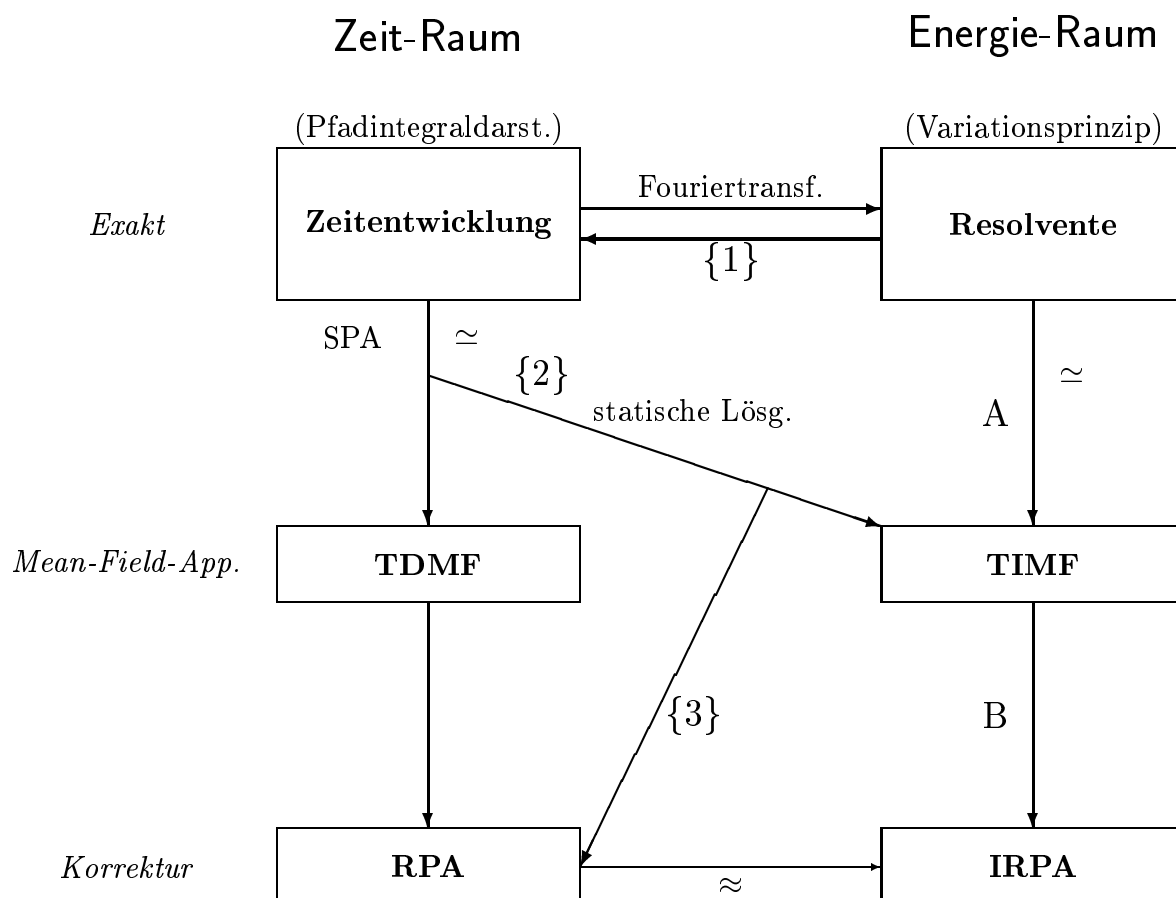 Zeit-Raum
Energie-Raum
(Pfadintegraldarst.)
(Variationsprinzip)
Exakt
Zeitentwicklung
Fouriertransf.
{1}
Resolvente
SPA
≃
{2}
statische Lösg.
A
≃
Mean-Field-App.
TDMF
TIMF
{3}
B
Korrektur
RPA
≈
IRPA